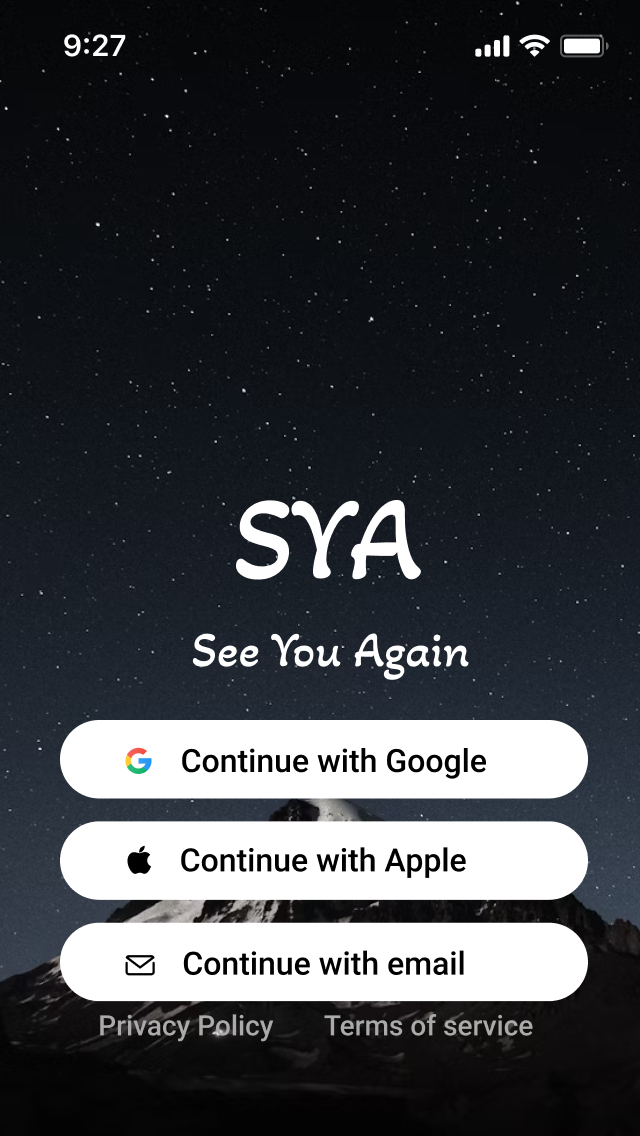 9:27
SYA
See You Again
Continue with Google
Continue with Apple
Continue with email
Privacy Policy Terms of service